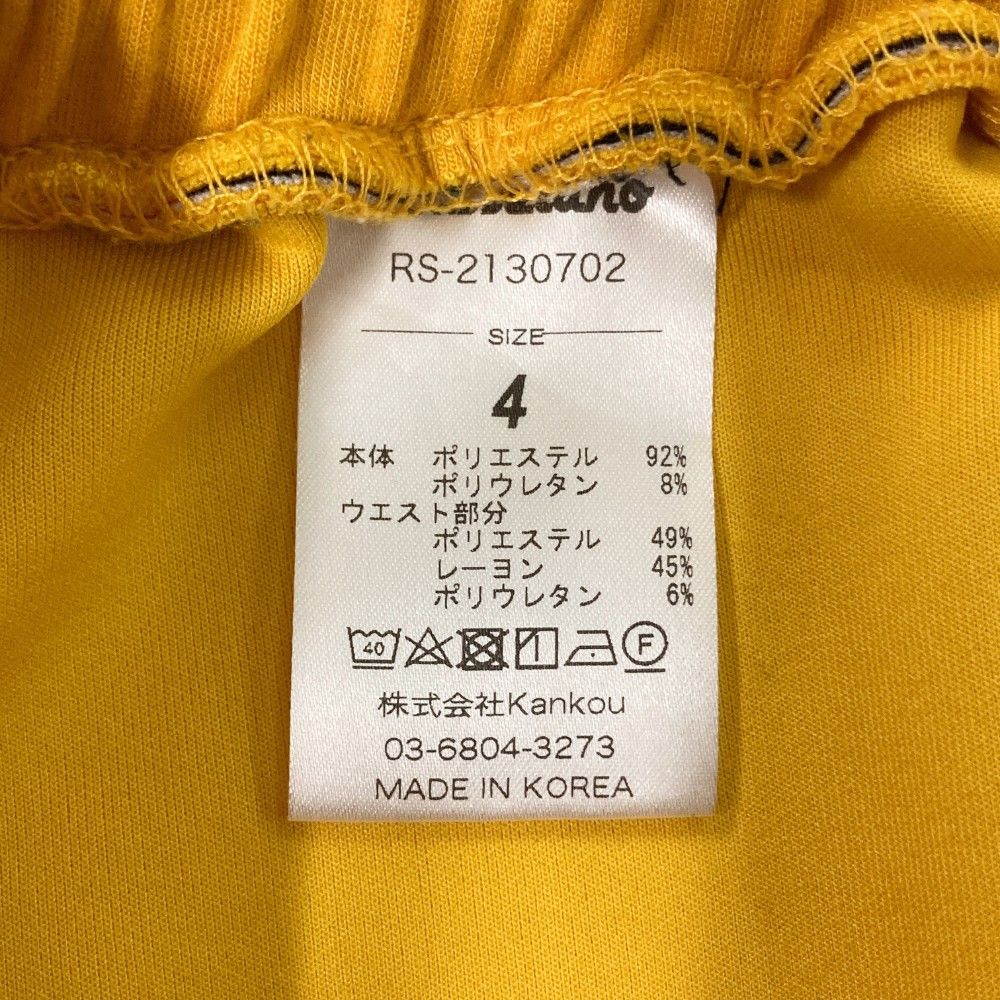 RS-2130702
SIZE
4
本体 ポリエステル 92%
ポリウレタン 8%
ウエスト部分
ポリエステル 49%
レーヨン 45%
ポリウレタン 6%
40 F
株式会社Kankou
03-6804-3273
MADE IN KOREA